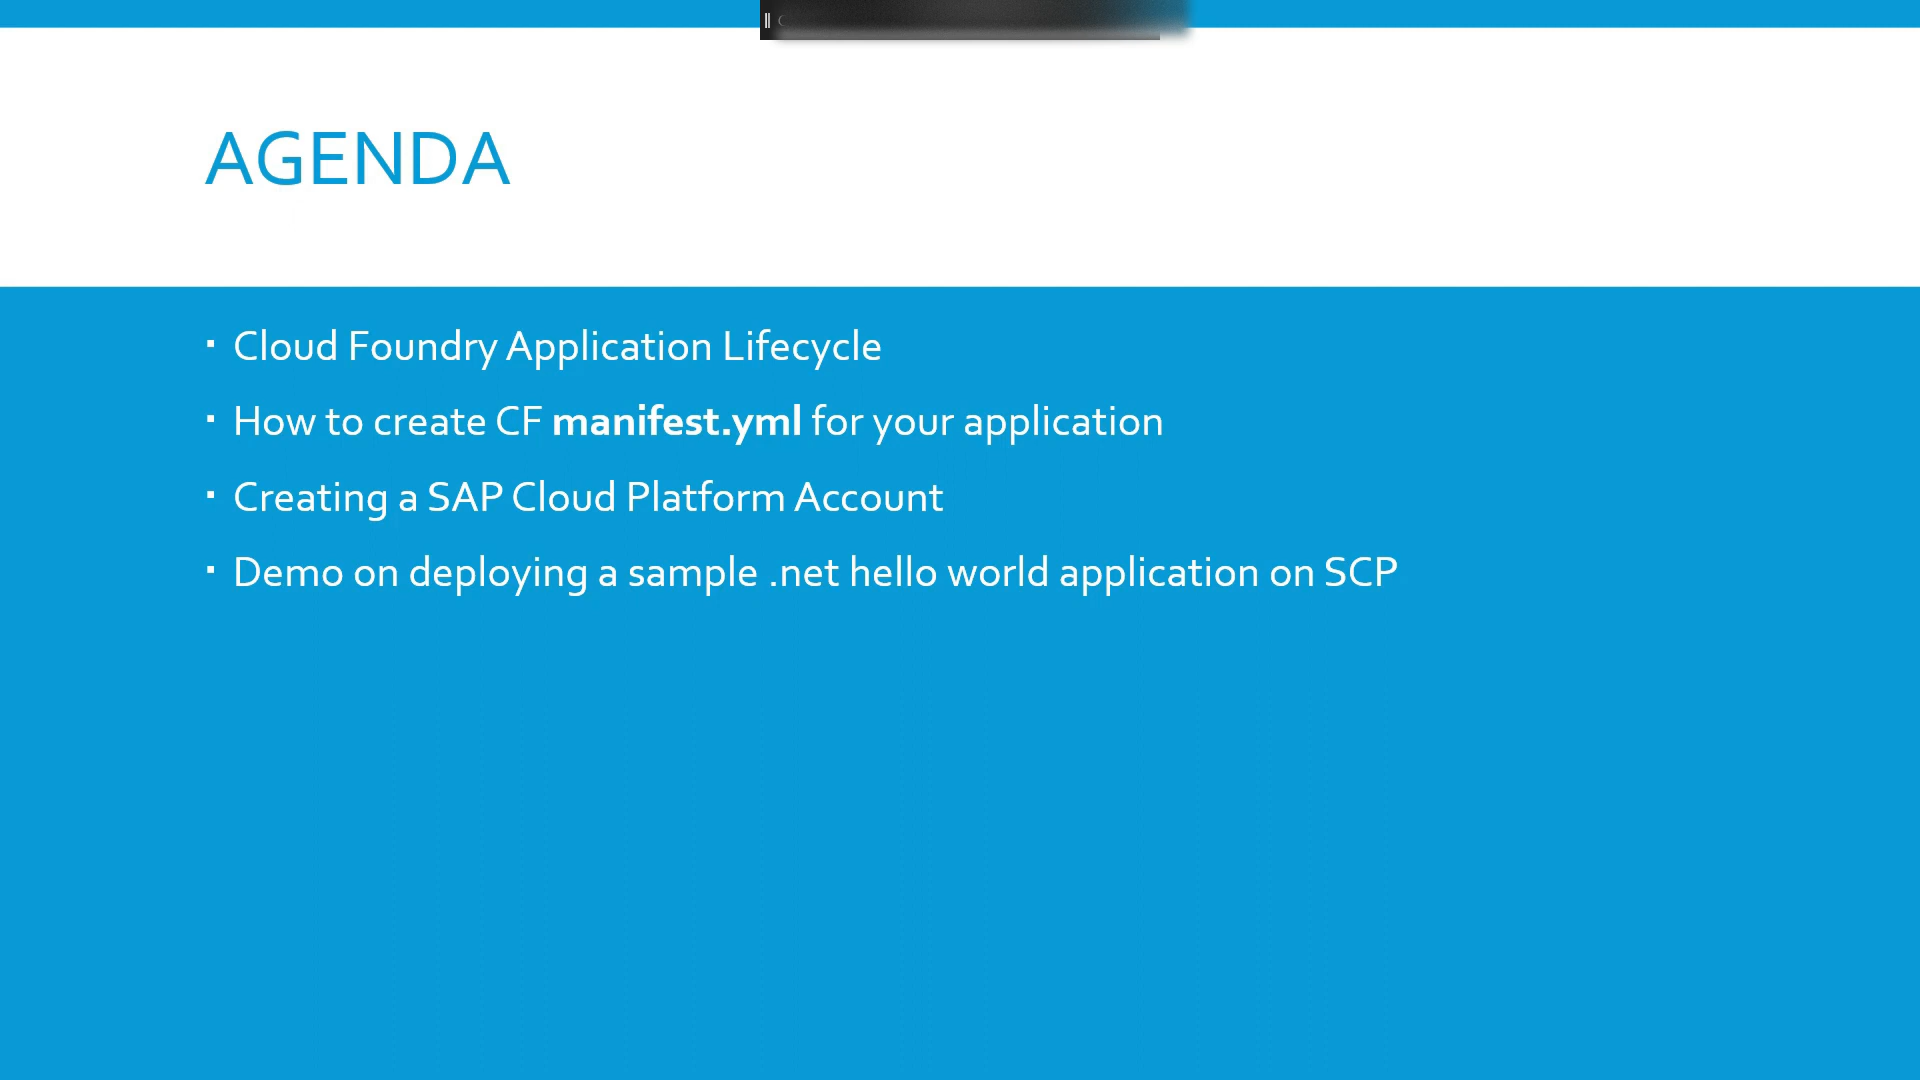 AGENDA
▪ Cloud Foundry Application Lifecycle
▪ How to create CF manifest.yml for your application
▪ Creating a SAP Cloud Platform Account
▪ Demo on deploying a sample .net hello world application on SCP